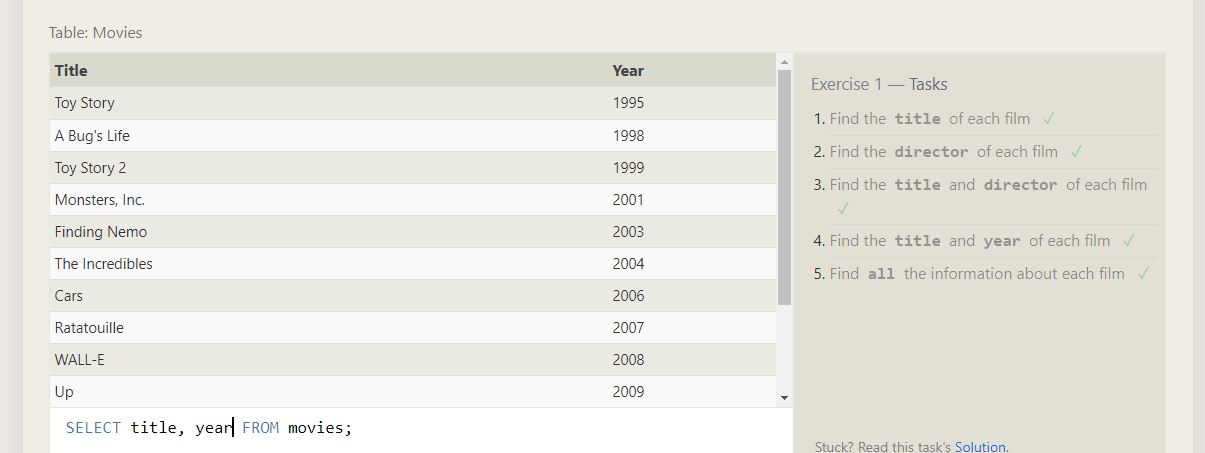 Table: Movies
Title Year
Toy Story 1995
A Bug's Life 1998
Toy Story 2 1999
Monsters, Inc. 2001
Finding Nemo 2003
The Incredibles 2004
Cars 2006
Ratatouille 2007
WALL-E 2008
Up 2009
SELECT title, year FROM movies;
Exercise 1 — Tasks
1. Find the title of each film ✓
2. Find the director of each film ✓
3. Find the title and director of each film
✓
4. Find the title and year of each film ✓
5. Find all the information about each film ✓
Stuck? Read this task's Solution.